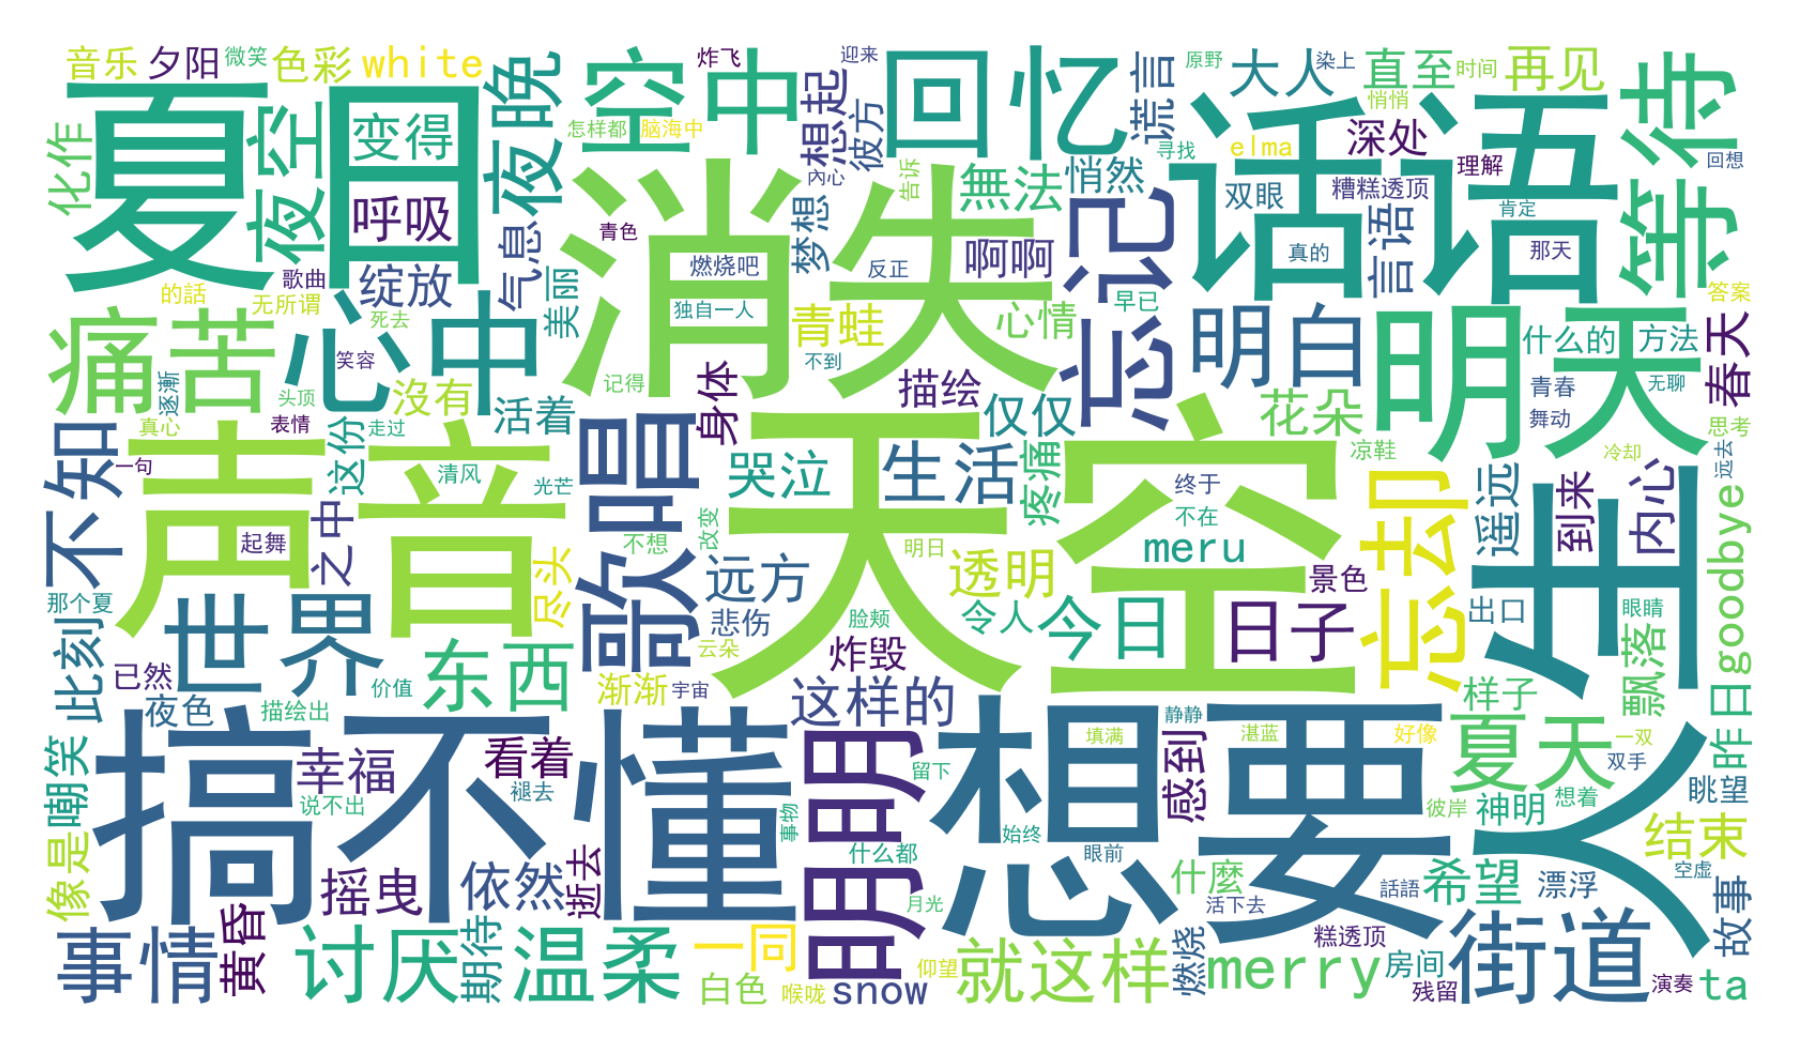 音乐
夕阳
微笑
色彩
white
夜晚
空中
炸飞
回忆
迎来
谎言
大人
原野
染上
直至
时间
再见
等待
夏日
变得
呼吸
夜空
化作
怎样都
脑海中
想起
彼方
悄悄
深处
话语
寻找
elma
理解
回想
内心
告诉
無法
悄然
双眼
糟糕透顶
言语
肯定
消失
梦想
忘记
气息
青色
啊啊
真的
那天
歌曲
绽放
燃烧吧
反正
的話
无所谓
美丽
独自一人
青蛙
心情
早已
明白
明天
答案
春天
痛苦
心中
死去
笑容
不到
记得
什么的
方法
逐漸
头顶
沒有
活着
身体
描绘
仅仅
花朵
青春
无聊
舞动
真心
表情
走过
思考
不知
声音
这份
清风
光芒
歌唱
哭泣
生活
疼痛
凉鞋
冷却
远去
一句
天空
终于
不在
忘却
遥远
到来
内心
goodbye
起舞
之中
尽头
不想
改变
明日
meru
透明
远方
景色
那个夏
世界
悲伤
脸颊
令人
今日
日子
出口
眼睛
生
此刻
已然
东西
云朵
炸毁
渐渐
宇宙
价值
这样的
样子
飘落
昨日
夜色
描绘出
静静
嘲笑
搞不懂
幸福
看着
明明
想要
填满
感到
湛蓝
好像
夏天
一双
双手
人
眺望
留下
褪去
说不出
事物
始终
彼岸
神明
想着
像是
结束
什么都
眼前
摇曳
依然
逝去
什麼
話語
希望
漂浮
空虚
黄昏
月光
活下去
故事
事情
讨厌
期待
温柔
一同
糕透顶
街道
仰望
就这样
燃烧
merry
房间
白色
喉咙
snow
残留
演奏
ta